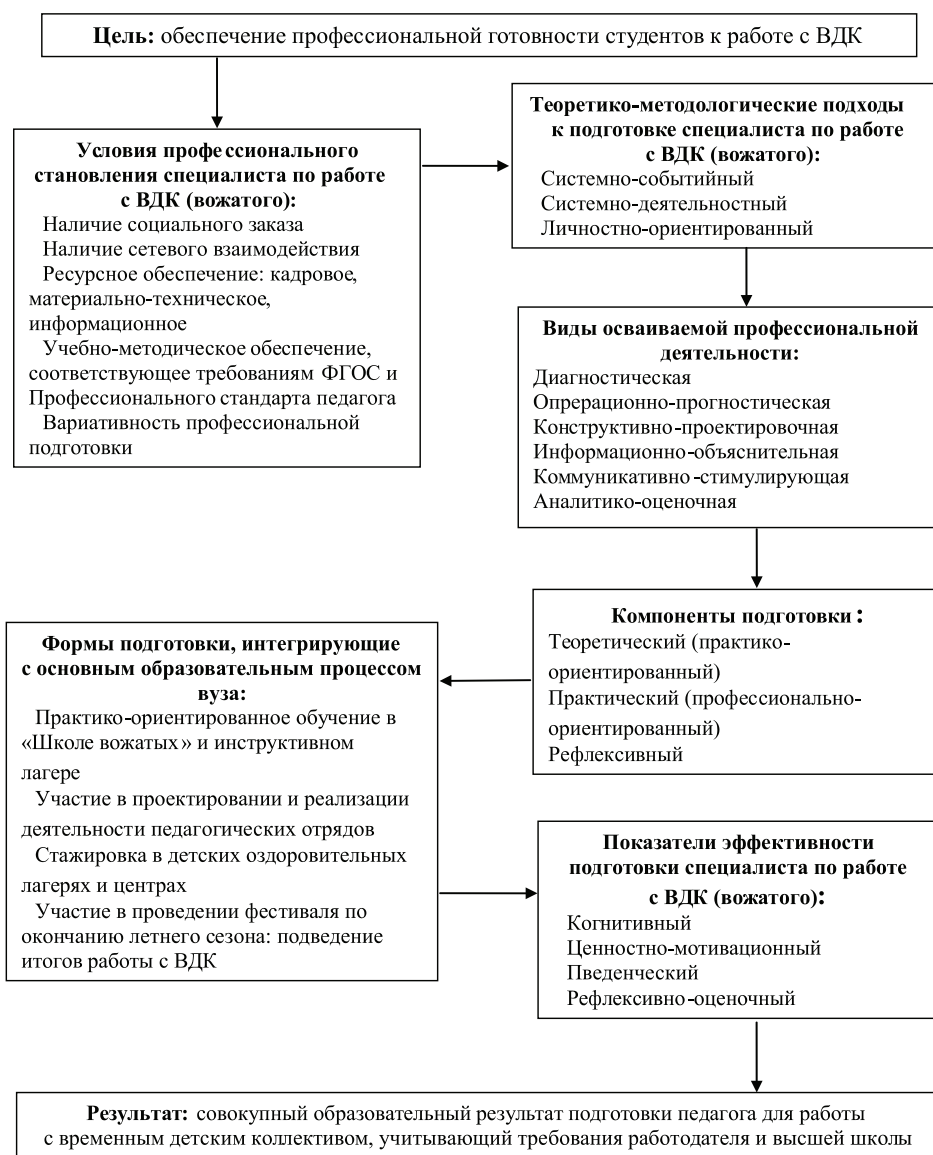 Цель: обеспечение профессиональной готовности студентов к работе с ВДК
Условия профессионального
становления специалиста по работе
с ВДК (вожатого):
Наличие социального заказа
Наличие сетевого взаимодействия
Ресурсное обеспечение: кадровое,
материально-техническое,
информационное
Учебно-методическое обеспечение,
соответствующее требованиям ФГОС и
Профессионального стандарта педагога
Вариативность профессиональной
подготовки
Теоретико-методологические подходы
к подготовке специалиста по работе
с ВДК (вожатого):
Системно-событийный
Системно-деятельностный
Личностно-ориентированный
Виды осваиваемой профессиональной
деятельности:
Диагностическая
Опрерационно-прогностическая
Конструктивно-проектировочная
Информационно-объяснительная
Коммуникативно-стимулирующая
Аналитико-оценочная
Компоненты подготовки:
Теоретический (практико-
ориентированный)
Практический (профессионально-
ориентированный)
Рефлексивный
Формы подготовки, интегрирующие
с основным образовательным процессом
вуза:
Практико-ориентированное обучение в
«Школе вожатых» и инструктивном
лагере
Участие в проектировании и реализации
деятельности педагогических отрядов
Стажировка в детских оздоровительных
лагерях и центрах
Участие в проведении фестиваля по
окончанию летнего сезона: подведение
итогов работы с ВДК
Показатели эффективности
подготовки специалиста по работе
с ВДК (вожатого):
Когнитивный
Ценностно-мотивационный
Пведенческий
Рефлексивно-оценочный
Результат: совокупный образовательный результат подготовки педагога для работы
с временным детским коллективом, учитывающий требования работодателя и высшей школы